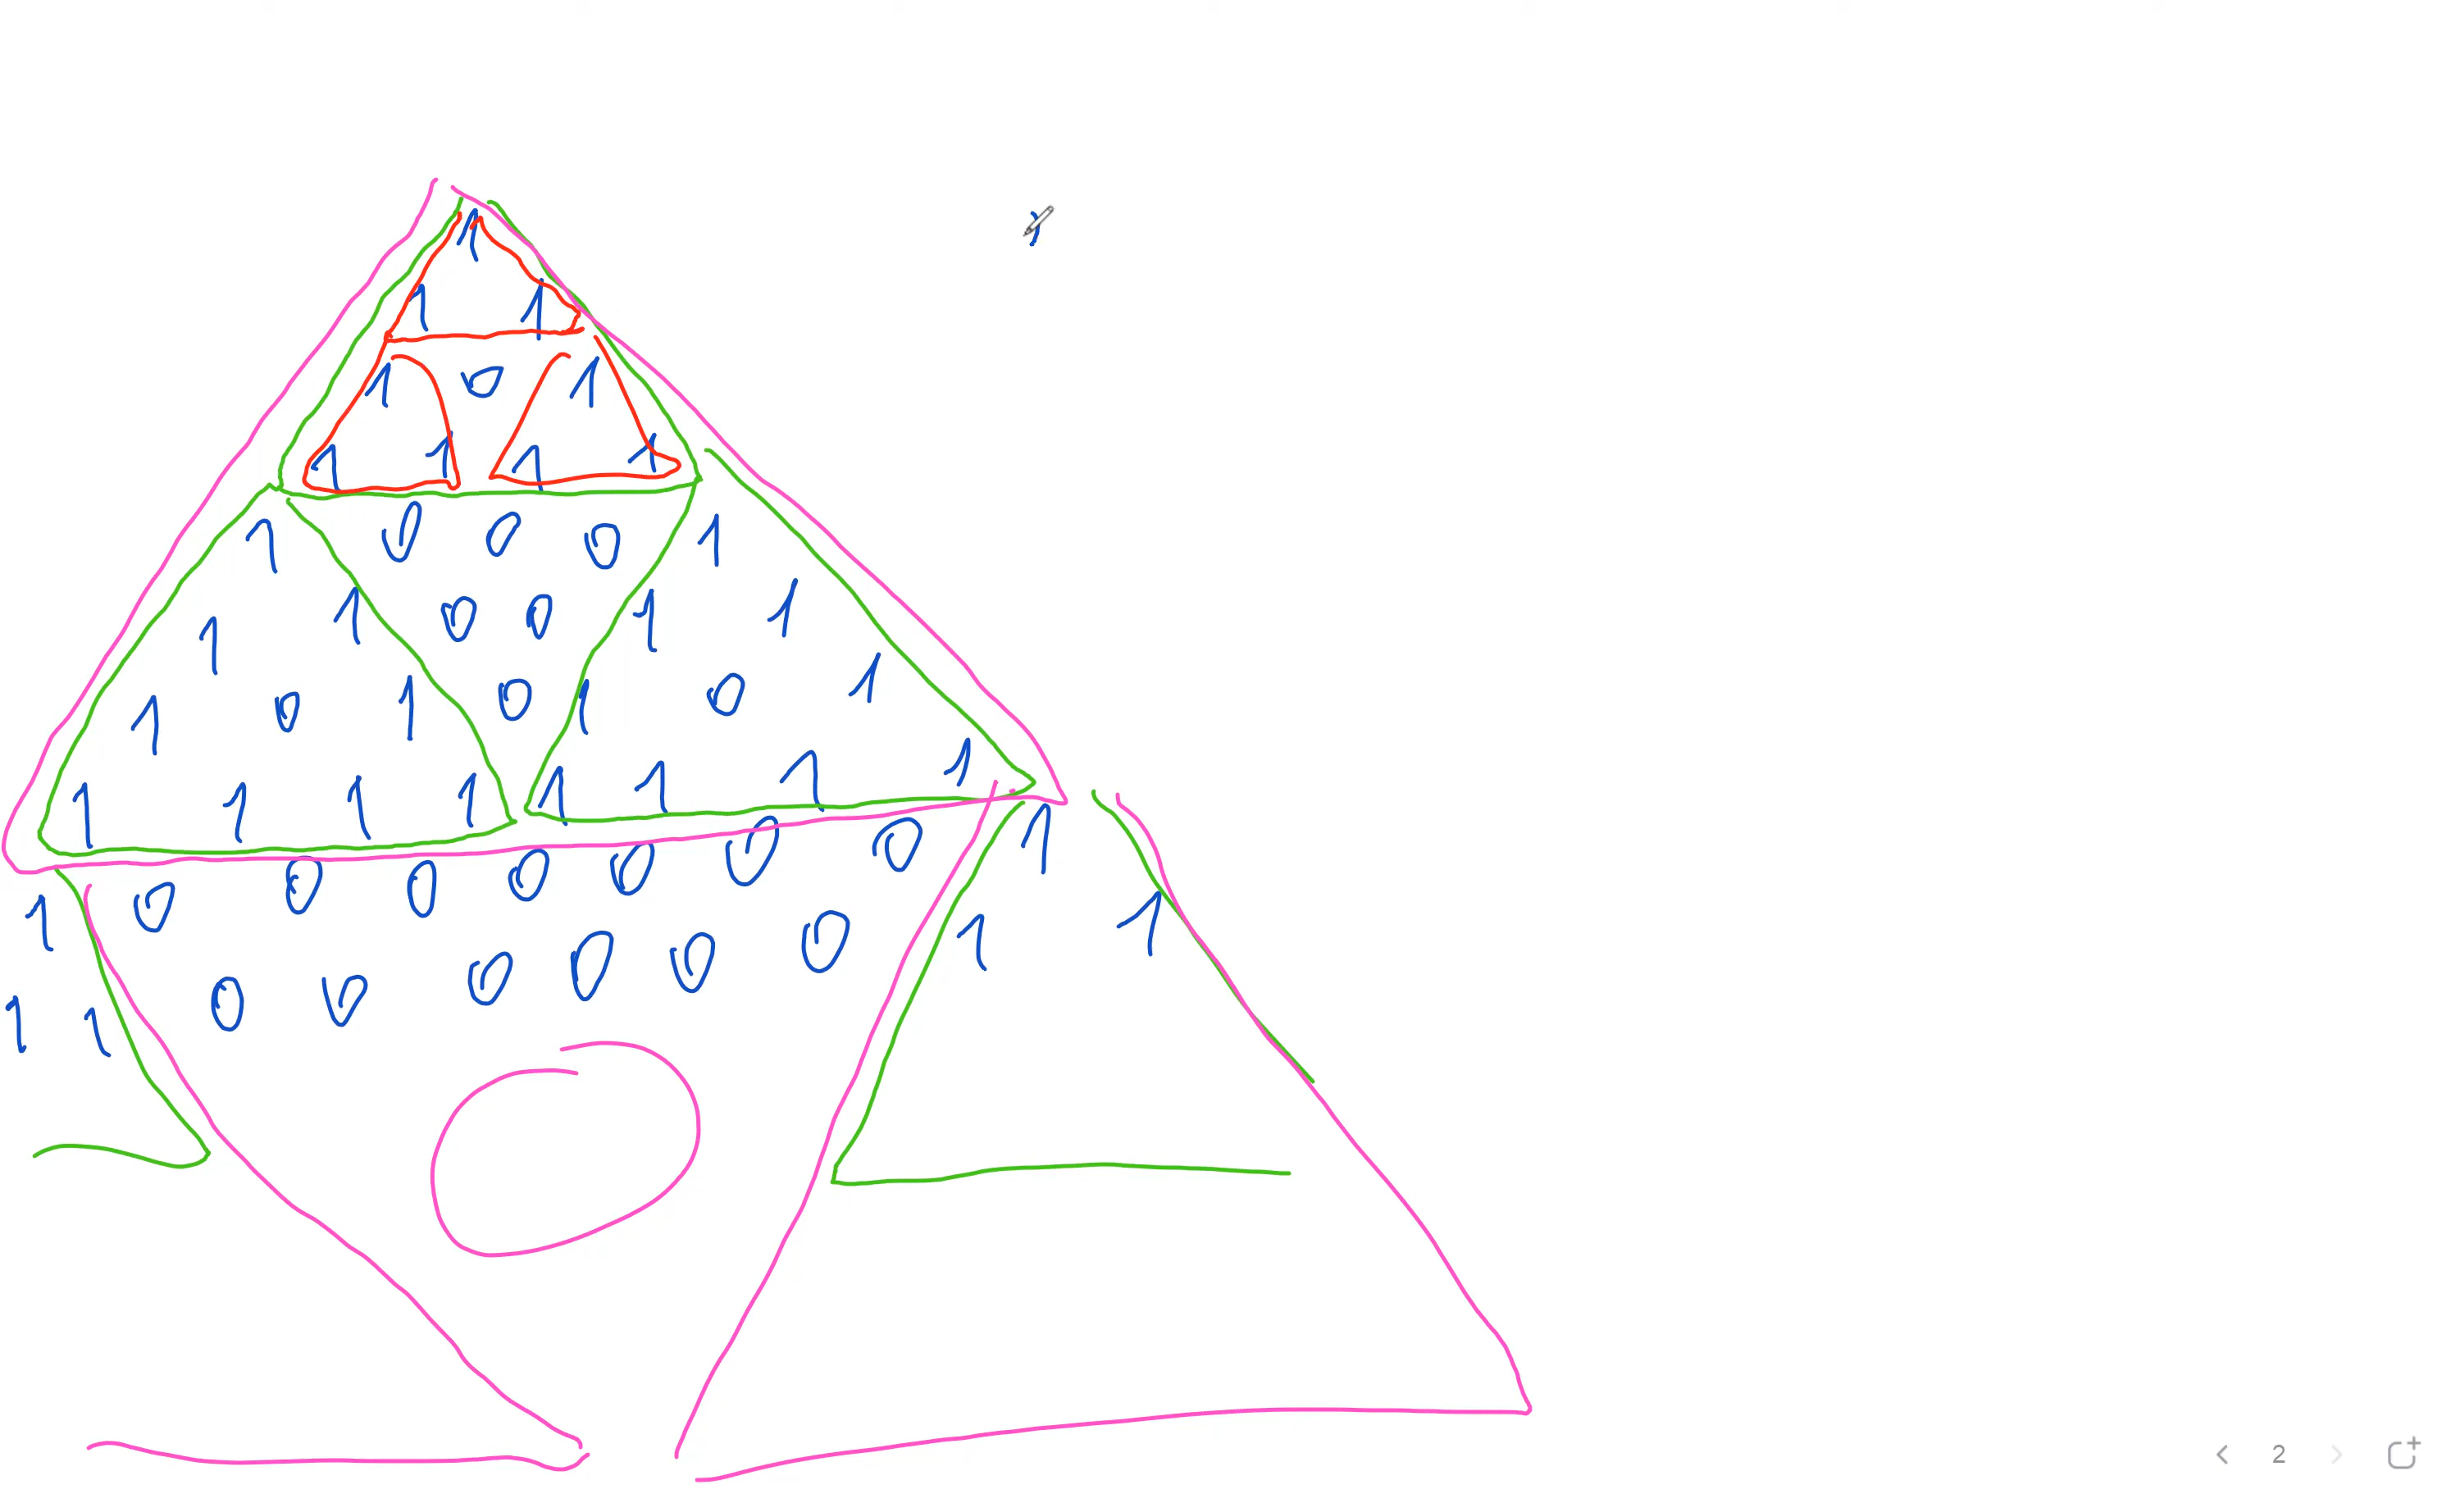 1
1 1
1 0 1
1 1 1 1
1 0 0 0 1
1 1 0 0 1 1
1 0 1 0 1 0 1
1 1 1 1 1 1 1 1
1 0 0 0 0 0 0 0 1
1 1 0 0 0 0 0 0 1 1
2